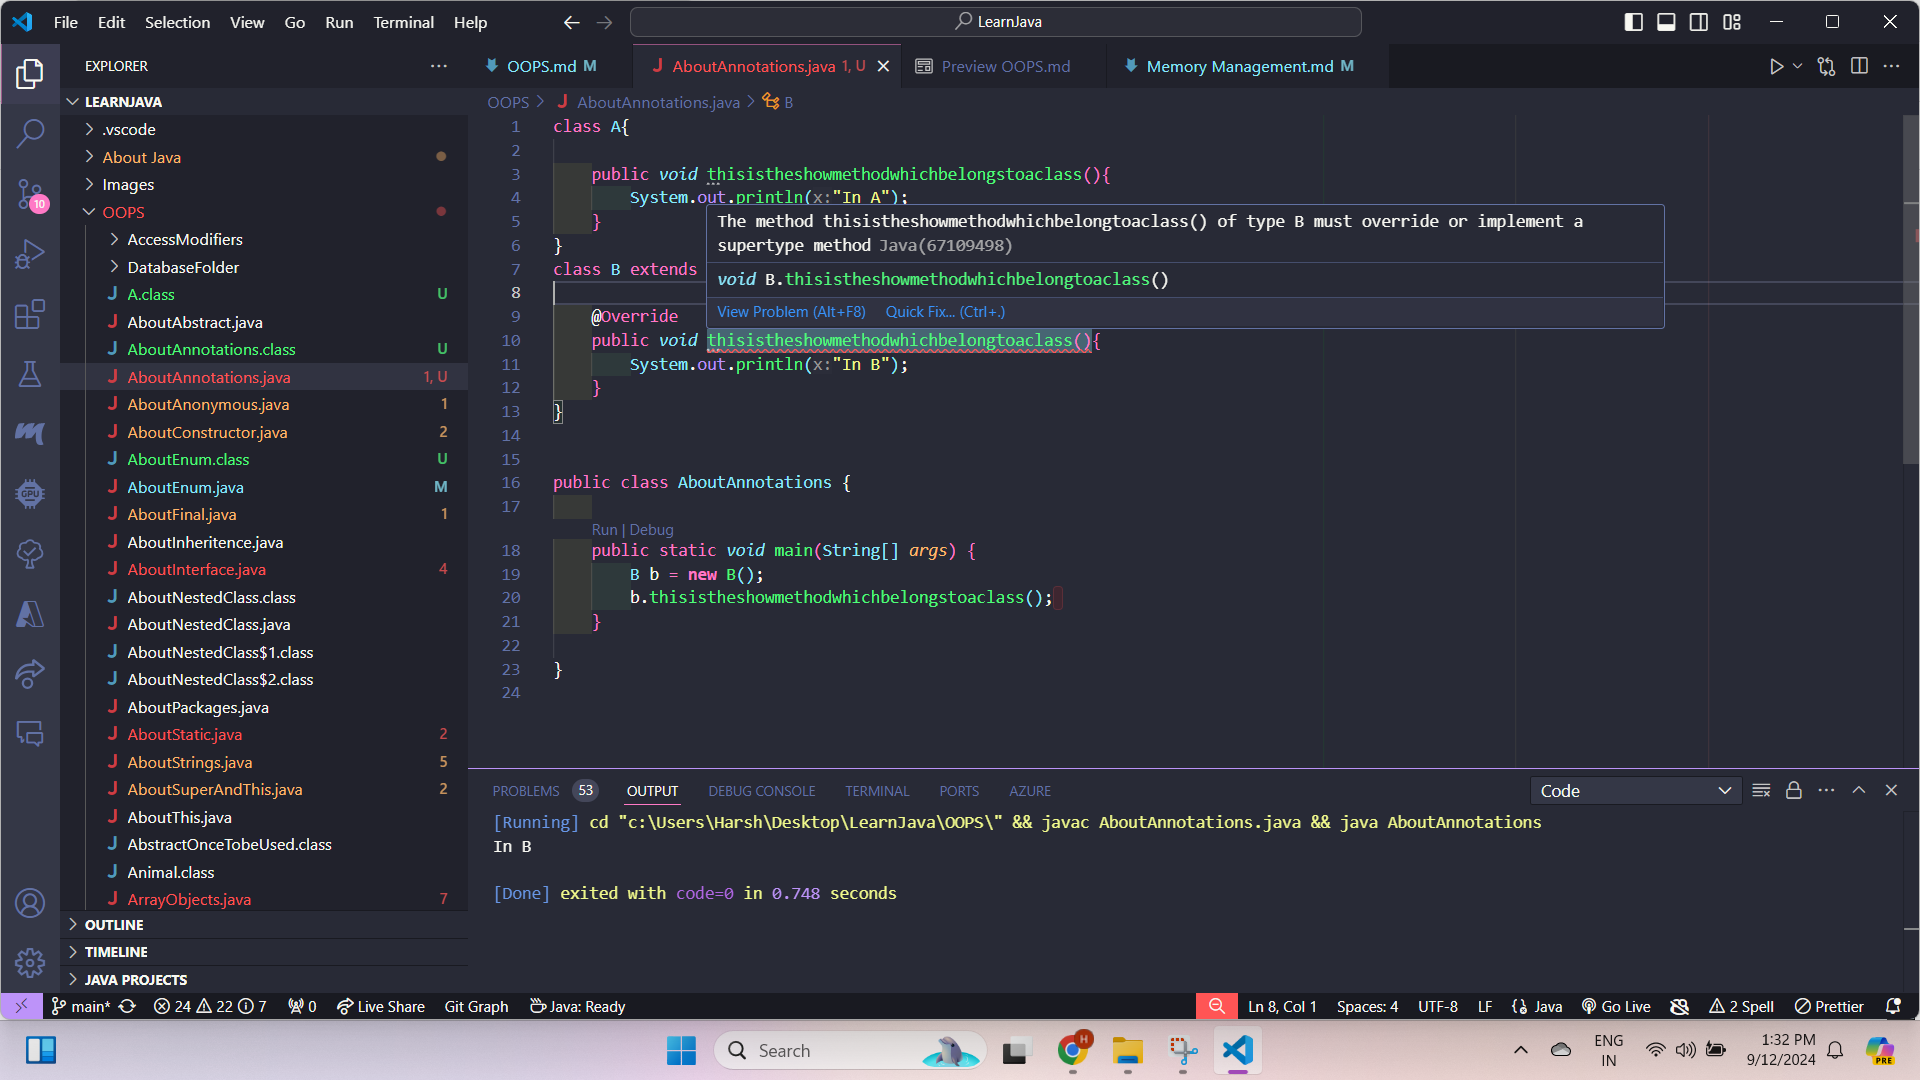 File Edit Selection View Go Run Terminal Help
LearnJava
EXPLORER
OOPS.md M
AboutAnnotations.java 1, U
Preview OOPS.md
Memory Management.md M
OOPS > AboutAnnotations.java > B
LEARNJAVA
.vscode
About Java
Images
OOPS
AccessModifiers
DatabaseFolder
A.class U
AboutAbstract.java
AboutAnnotations.class U
AboutAnnotations.java 1, U
AboutAnonymous.java 1
AboutConstructor.java 2
AboutEnum.class U
AboutEnum.java M
AboutFinal.java 1
AboutInheritence.java
AboutInterface.java 4
AboutNestedClass.class
AboutNestedClass.java
AboutNestedClass$1.class
AboutNestedClass$2.class
AboutPackages.java
AboutStatic.java 2
AboutStrings.java 5
AboutSuperAndThis.java 2
AboutThis.java
AbstractOnceTobeUsed.class
Animal.class
ArrayObjects.java 7
OUTLINE
TIMELINE
JAVA PROJECTS
10
GPU
1 class A{
2
3 public void thisistheshowmethodwhichbelongstoaclass(){
4 System.out.println(x:"In A");
5 }
6 }
7 class B extends
8
9 @Override
10 public void thisistheshowmethodwhichbelongtoaclass(){
11 System.out.println(x:"In B");
12 }
13 }
14
15
16 public class AboutAnnotations {
17
Run | Debug
18 public static void main(String[] args) {
19 B b = new B();
20 b.thisistheshowmethodwhichbelongstoaclass();
21 }
22
23 }
24
The method thisistheshowmethodwhichbelongtoaclass() of type B must override or implement a
supertype method Java(67109498)
void B.thisistheshowmethodwhichbelongtoaclass()
View Problem (Alt+F8) Quick Fix... (Ctrl+.)
PROBLEMS 53 OUTPUT DEBUG CONSOLE TERMINAL PORTS AZURE
Code
[Running] cd "c:\Users\Harsh\Desktop\LearnJava\OOPS\" && javac AboutAnnotations.java && java AboutAnnotations
In B
[Done] exited with code=0 in 0.748 seconds
main* 24 22 7 0 Live Share Git Graph Java: Ready
Ln 8, Col 1 Spaces: 4 UTF-8 LF Java Go Live 2 Spell Prettier
Search
H
ENG
IN
1:32 PM
9/12/2024
PRE